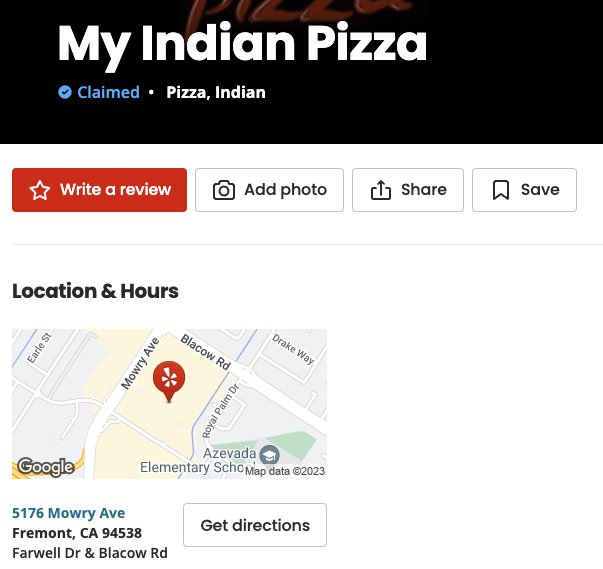 pizza
My Indian Pizza
Claimed • Pizza, Indian
Write a review
Add photo
Share
Save
Location & Hours
Earle St
Mowry Ave
Blacow Rd
Drake Way
Royal Palm Dr
Azevada
Elementary Schoo
Google
Map data ©2023
5176 Mowry Ave
Fremont, CA 94538
Farwell Dr & Blacow Rd
Get directions